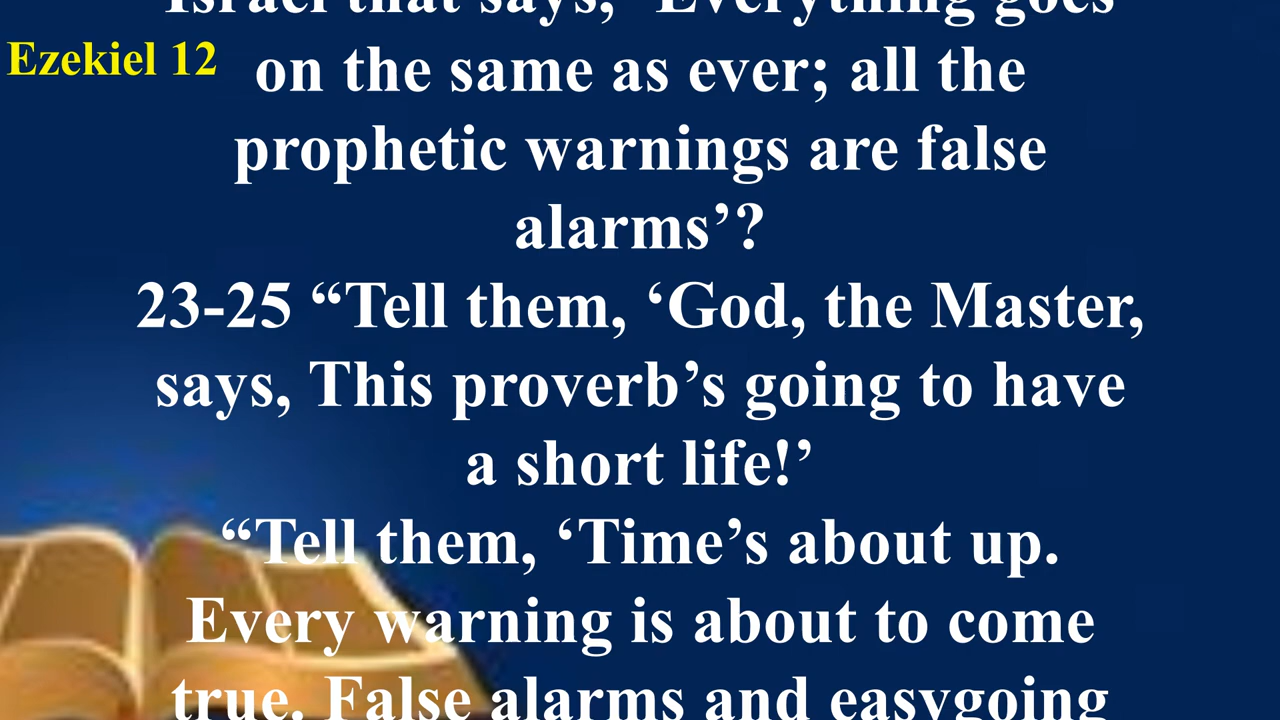 Israel that says, ‘Everything goes
Ezekiel 12
on the same as ever; all the
prophetic warnings are false
alarms’?
23-25 “Tell them, ‘God, the Master,
says, This proverb’s going to have
a short life!’
“Tell them, ‘Time’s about up.
Every warning is about to come
true. False alarms and easygoing